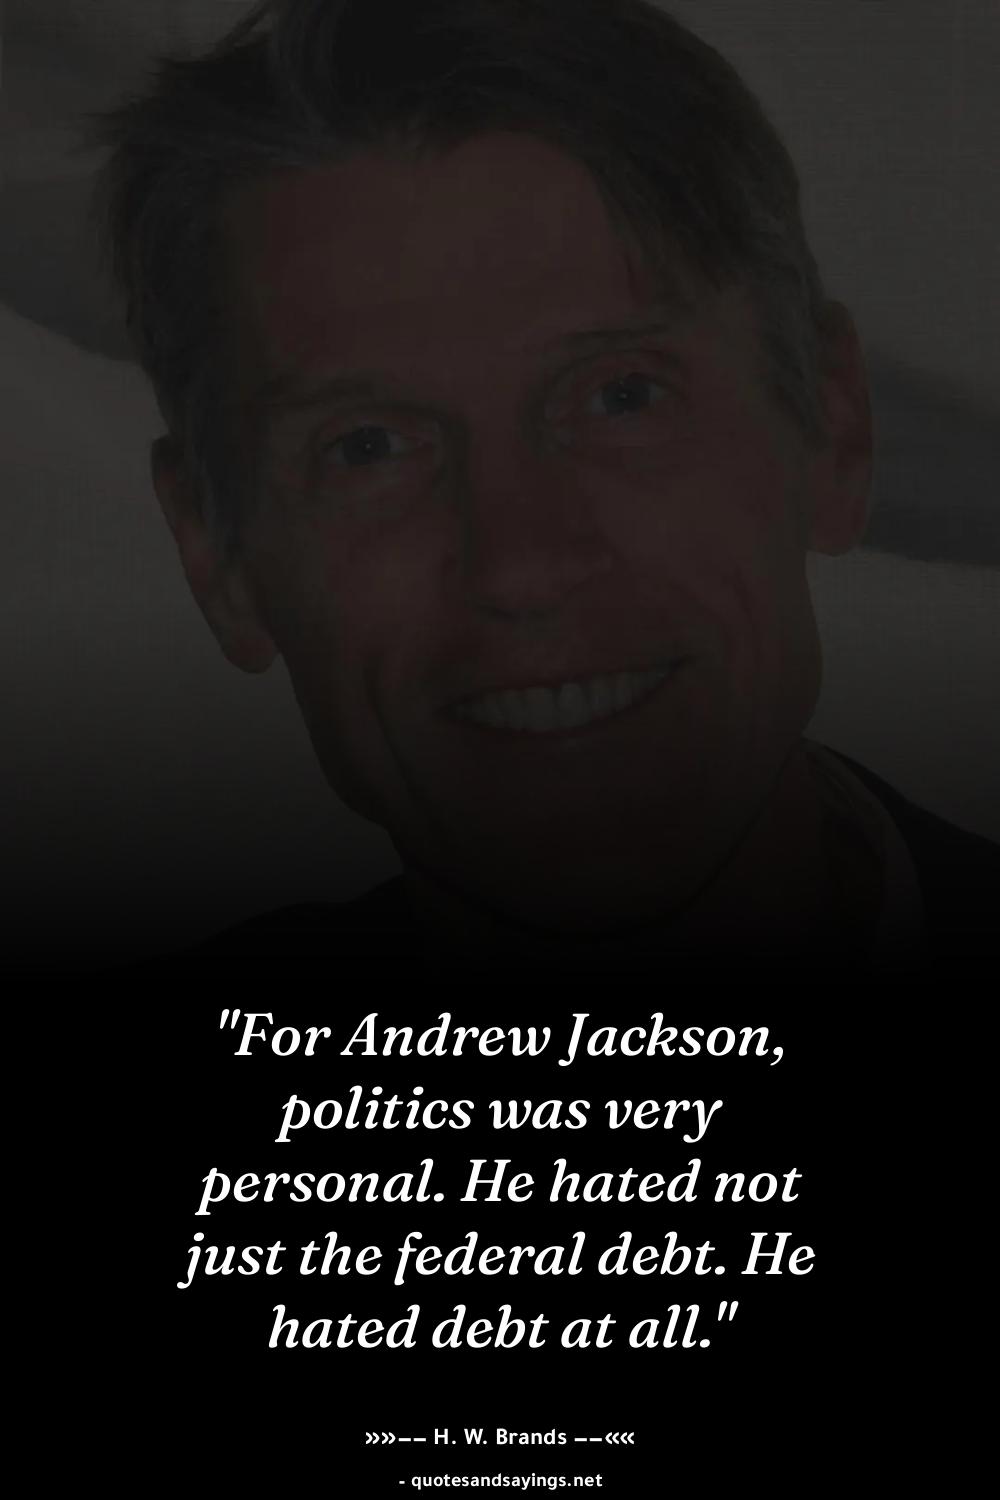 "For Andrew Jackson,
politics was very
personal. He hated not
just the federal debt. He
hated debt at all."
»»−− H. W. Brands −−««
- quotesandsayings.net